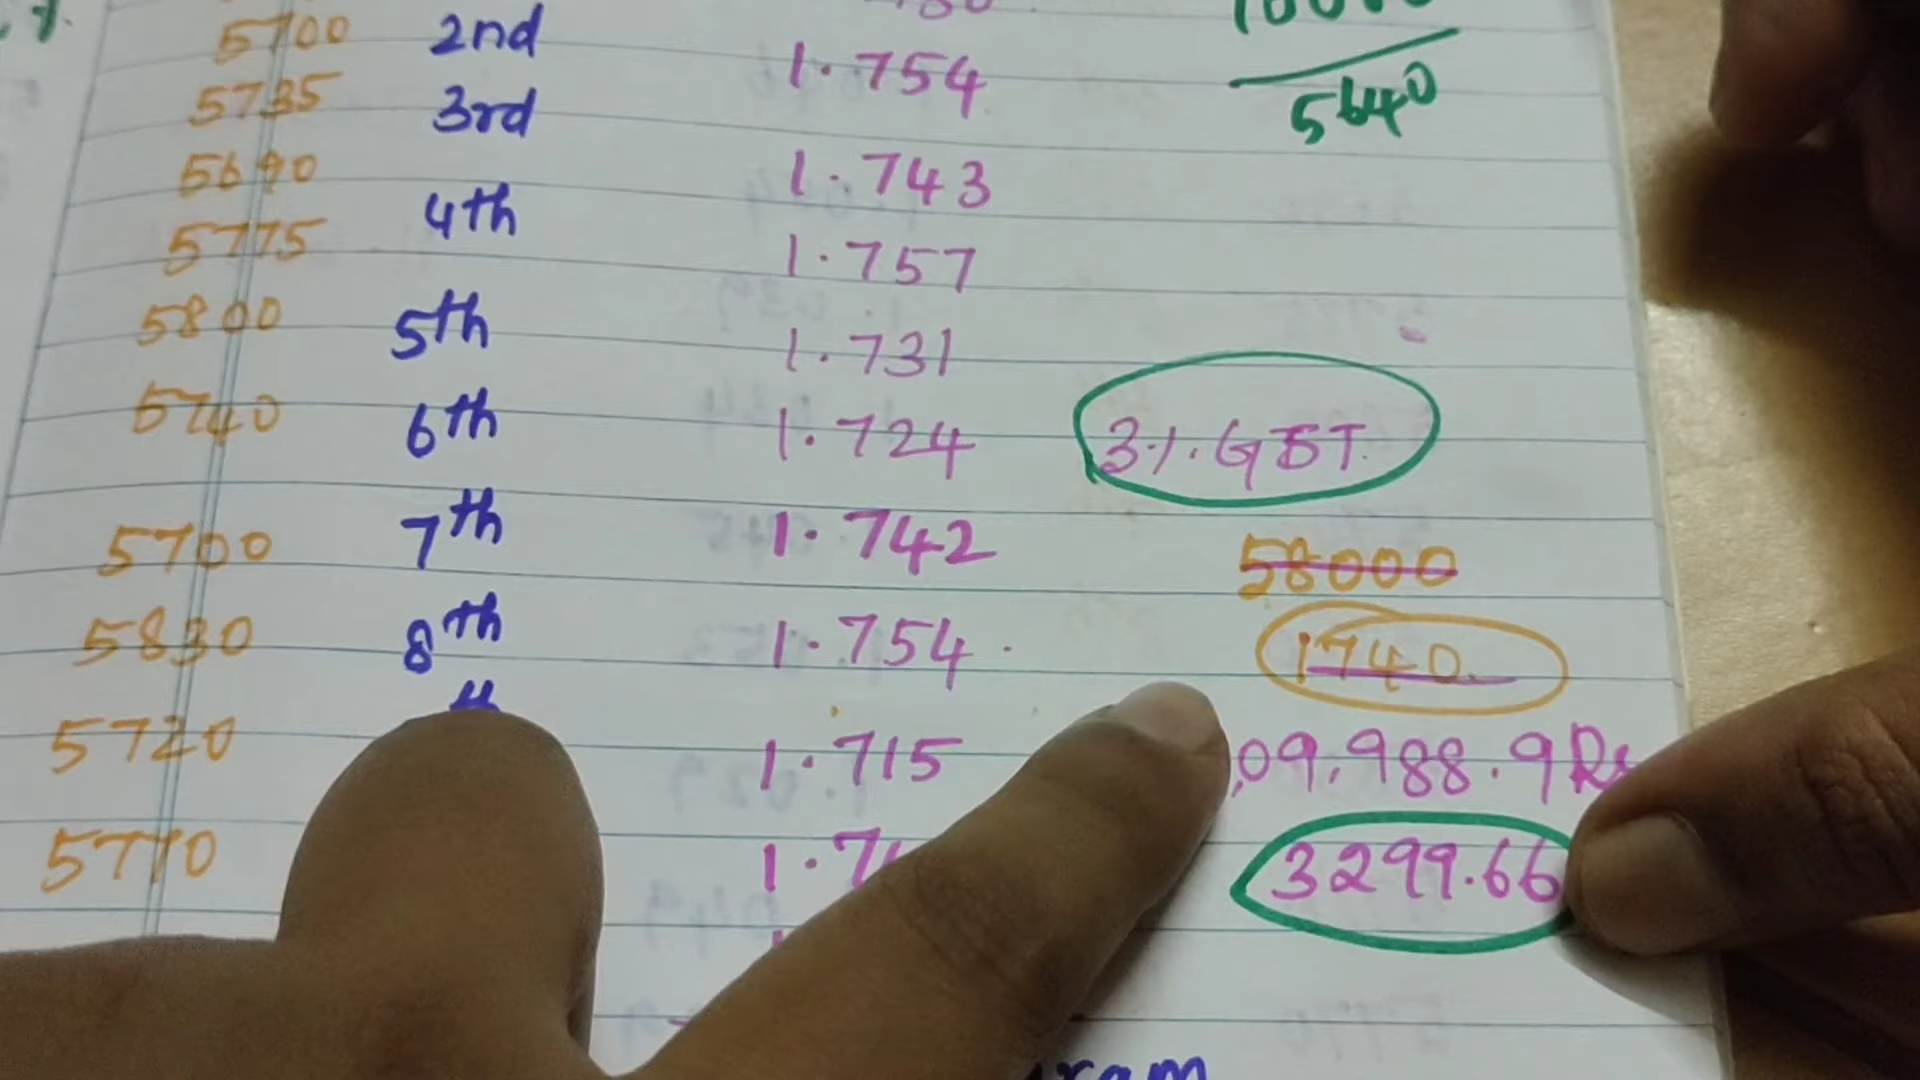 5700 2nd 1.754
5640
5735 3rd 1.743
5690
5775 4th 1.757
5800 5th 1.731
5740 6th 1.724 3%.GST.
5700 7th 1.742 58000
5830 8th 1.754. 1740.
5720 th 1.715 09,988.9 Rs
5770 3299.66